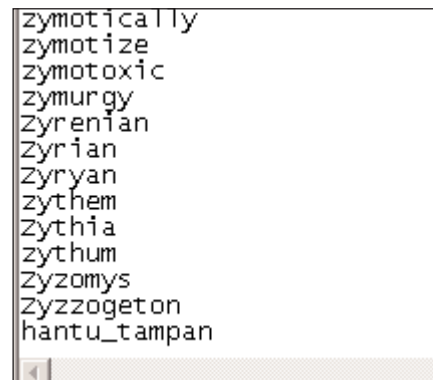 zymotically
zymotize
zymotoxic
zymurgy
Zyrenian
Zyrian
Zyryan
zythem
Zythia
zythum
Zyzomys
Zyzzogeton
hantu_tampan